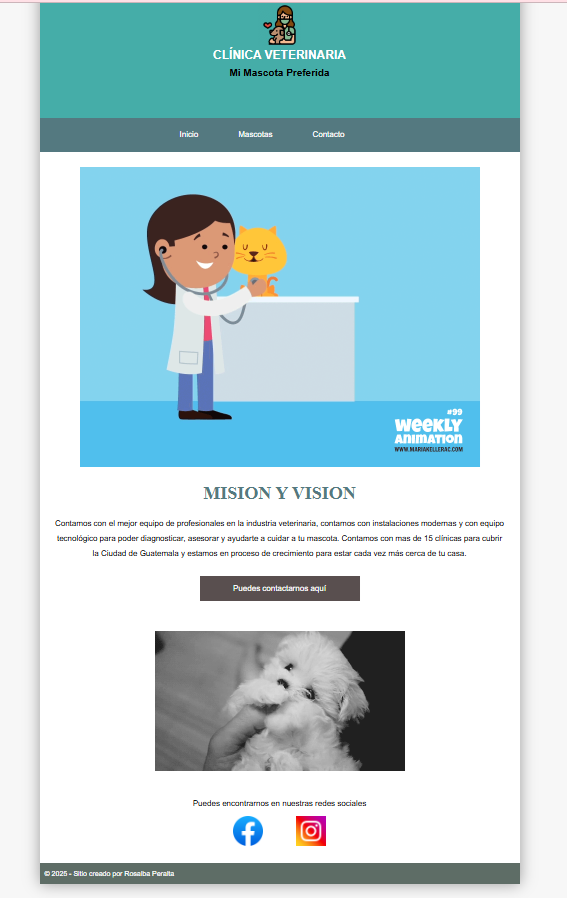 CLÍNICA VETERINARIA
Mi Mascota Preferida
Inicio
Mascotas
Contacto
#99
WEEKLY
ANIMATION
WWW.MARIAKELLERAC.COM
MISION Y VISION
Contamos con el mejor equipo de profesionales en la industria veterinaria, contamos con instalaciones modernas y con equipo
tecnológico para poder diagnosticar, asesorar y ayudarte a cuidar a tu mascota. Contamos con mas de 15 clínicas para cubrir
la Ciudad de Guatemala y estamos en proceso de crecimiento para estar cada vez más cerca de tu casa.
Puedes contactarnos aquí
Puedes encontrarnos en nuestras redes sociales
© 2025 - Sitio creado por Rosalba Peralta